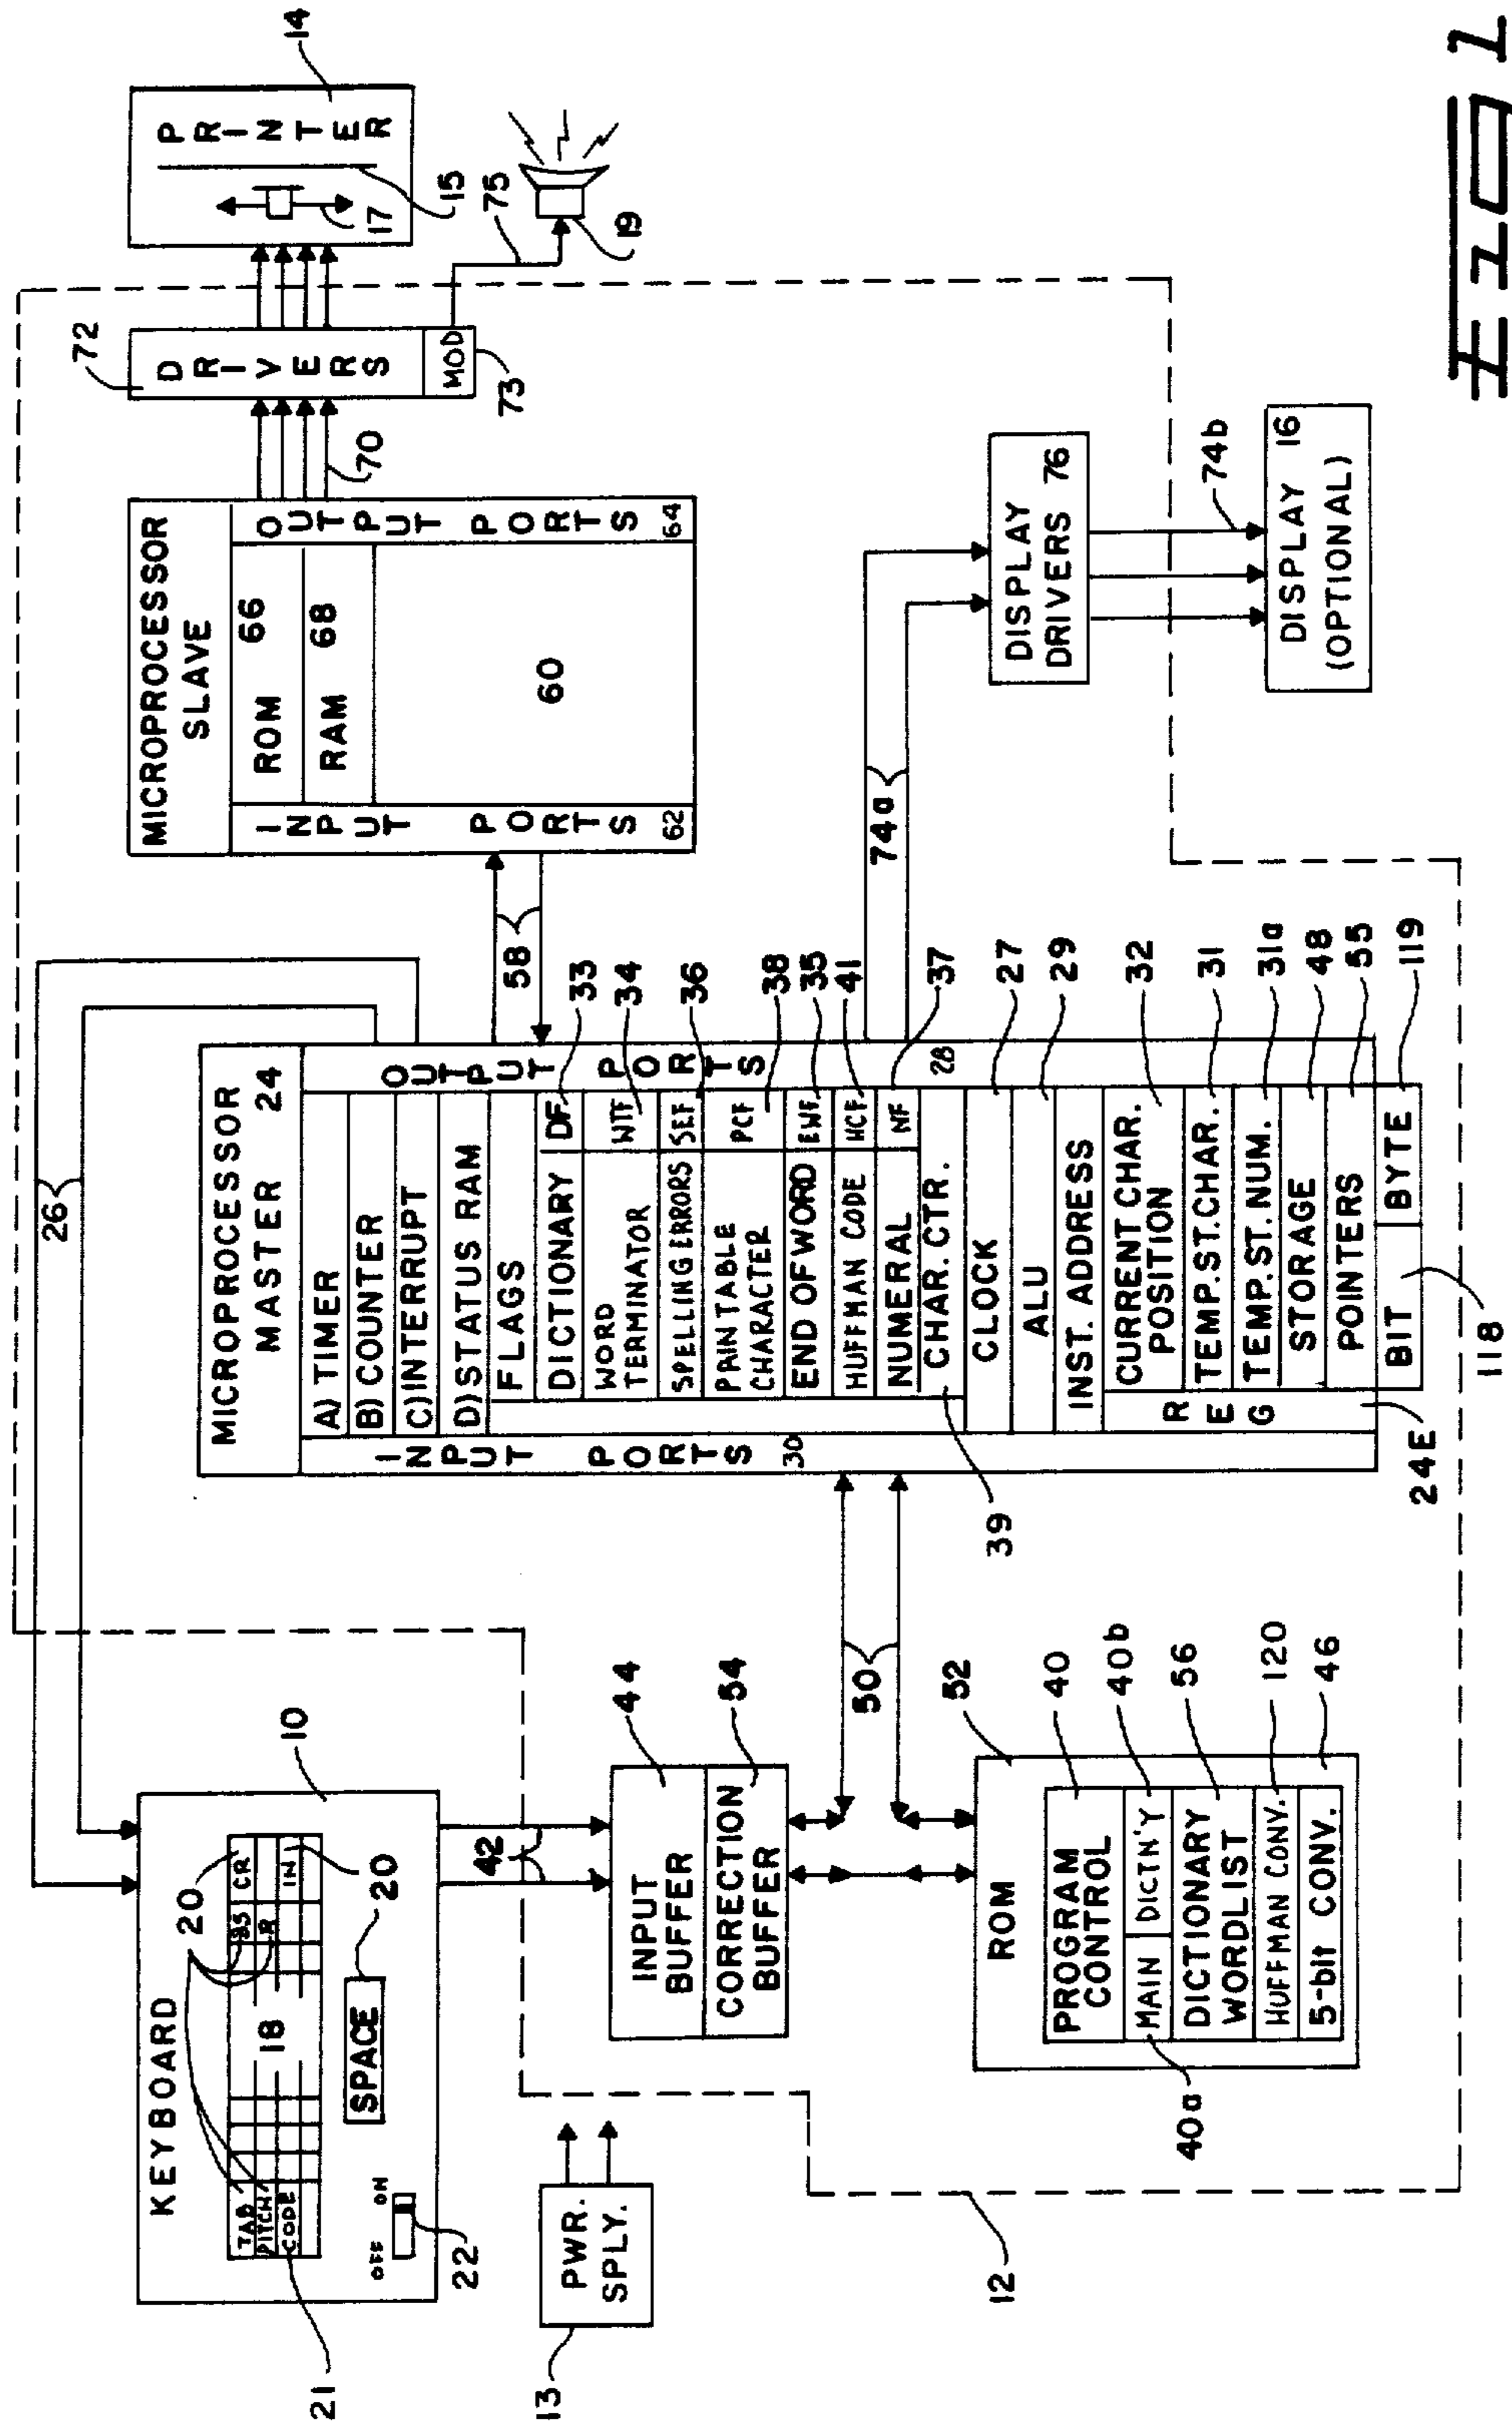 KEYBOARD
10
TAB
PITCH
CODE
18
BS
CR
R
IN
20
20
21
SPACE
OFF ON
22
PWR.
SPLY.
13
12
26
42
INPUT
BUFFER
44
CORRECTION
BUFFER
54
50
ROM
52
PROGRAM
CONTROL
40
MAIN
DICTN'Y
40a
40b
DICTIONARY
WORDLIST
56
HUFFMAN CONV.
120
5-bit CONV.
46
MICROPROCESSOR
MASTER 24
INPUT PORTS
30
OUTPUT PORTS
28
A) TIMER
B) COUNTER
C) INTERRUPT
D) STATUS RAM
FLAGS
DICTIONARY DF
33
WORD
TERMINATOR WTF
34
SPELLING ERRORS SEF
36
PRINTABLE
CHARACTER PCF
38
END OF WORD EWF
35
HUFFMAN CODE HCF
41
NUMERAL NF
37
CHAR. CTR.
39
CLOCK
27
ALU
29
INST. ADDRESS
REG
24E
CURRENT CHAR.
POSITION
32
TEMP.ST.CHAR.
31
TEMP.ST.NUM.
31a
STORAGE
48
POINTERS
55
BIT BYTE
118
119
58
MICROPROCESSOR
SLAVE
INPUT PORTS
62
ROM 66
RAM 68
60
OUTPUT PORTS
64
70
DRIVERS
72
MOD
73
75
PRINTER
14
15
17
19
74a
DISPLAY
DRIVERS 76
74b
DISPLAY 16
(OPTIONAL)
FIG 1